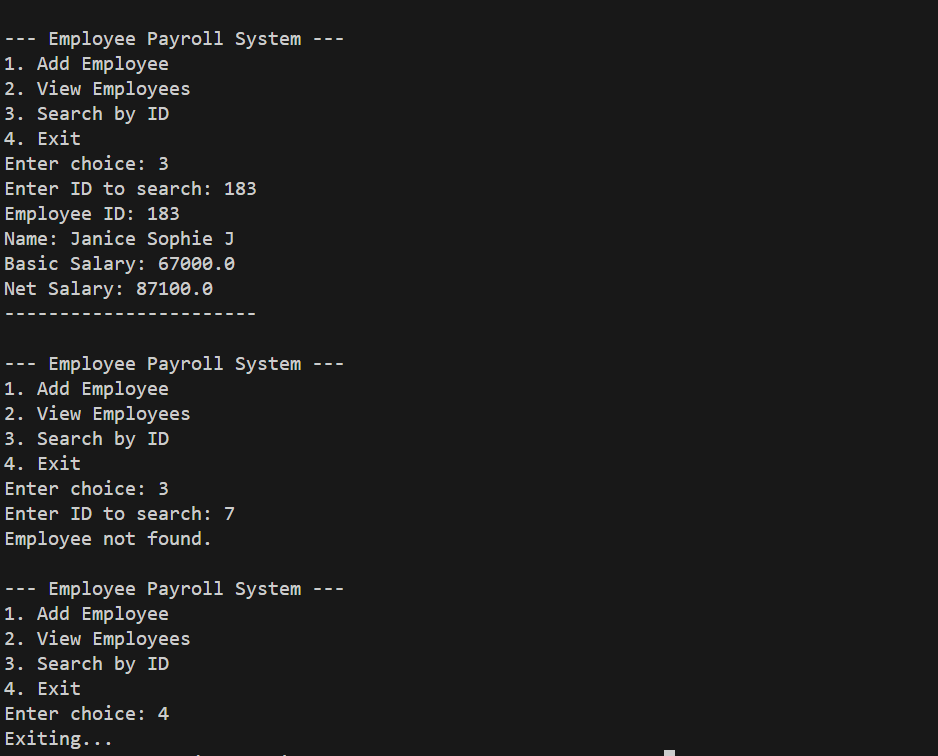 --- Employee Payroll System ---
1. Add Employee
2. View Employees
3. Search by ID
4. Exit
Enter choice: 3
Enter ID to search: 183
Employee ID: 183
Name: Janice Sophie J
Basic Salary: 67000.0
Net Salary: 87100.0
-----------------------

--- Employee Payroll System ---
1. Add Employee
2. View Employees
3. Search by ID
4. Exit
Enter choice: 3
Enter ID to search: 7
Employee not found.

--- Employee Payroll System ---
1. Add Employee
2. View Employees
3. Search by ID
4. Exit
Enter choice: 4
Exiting...